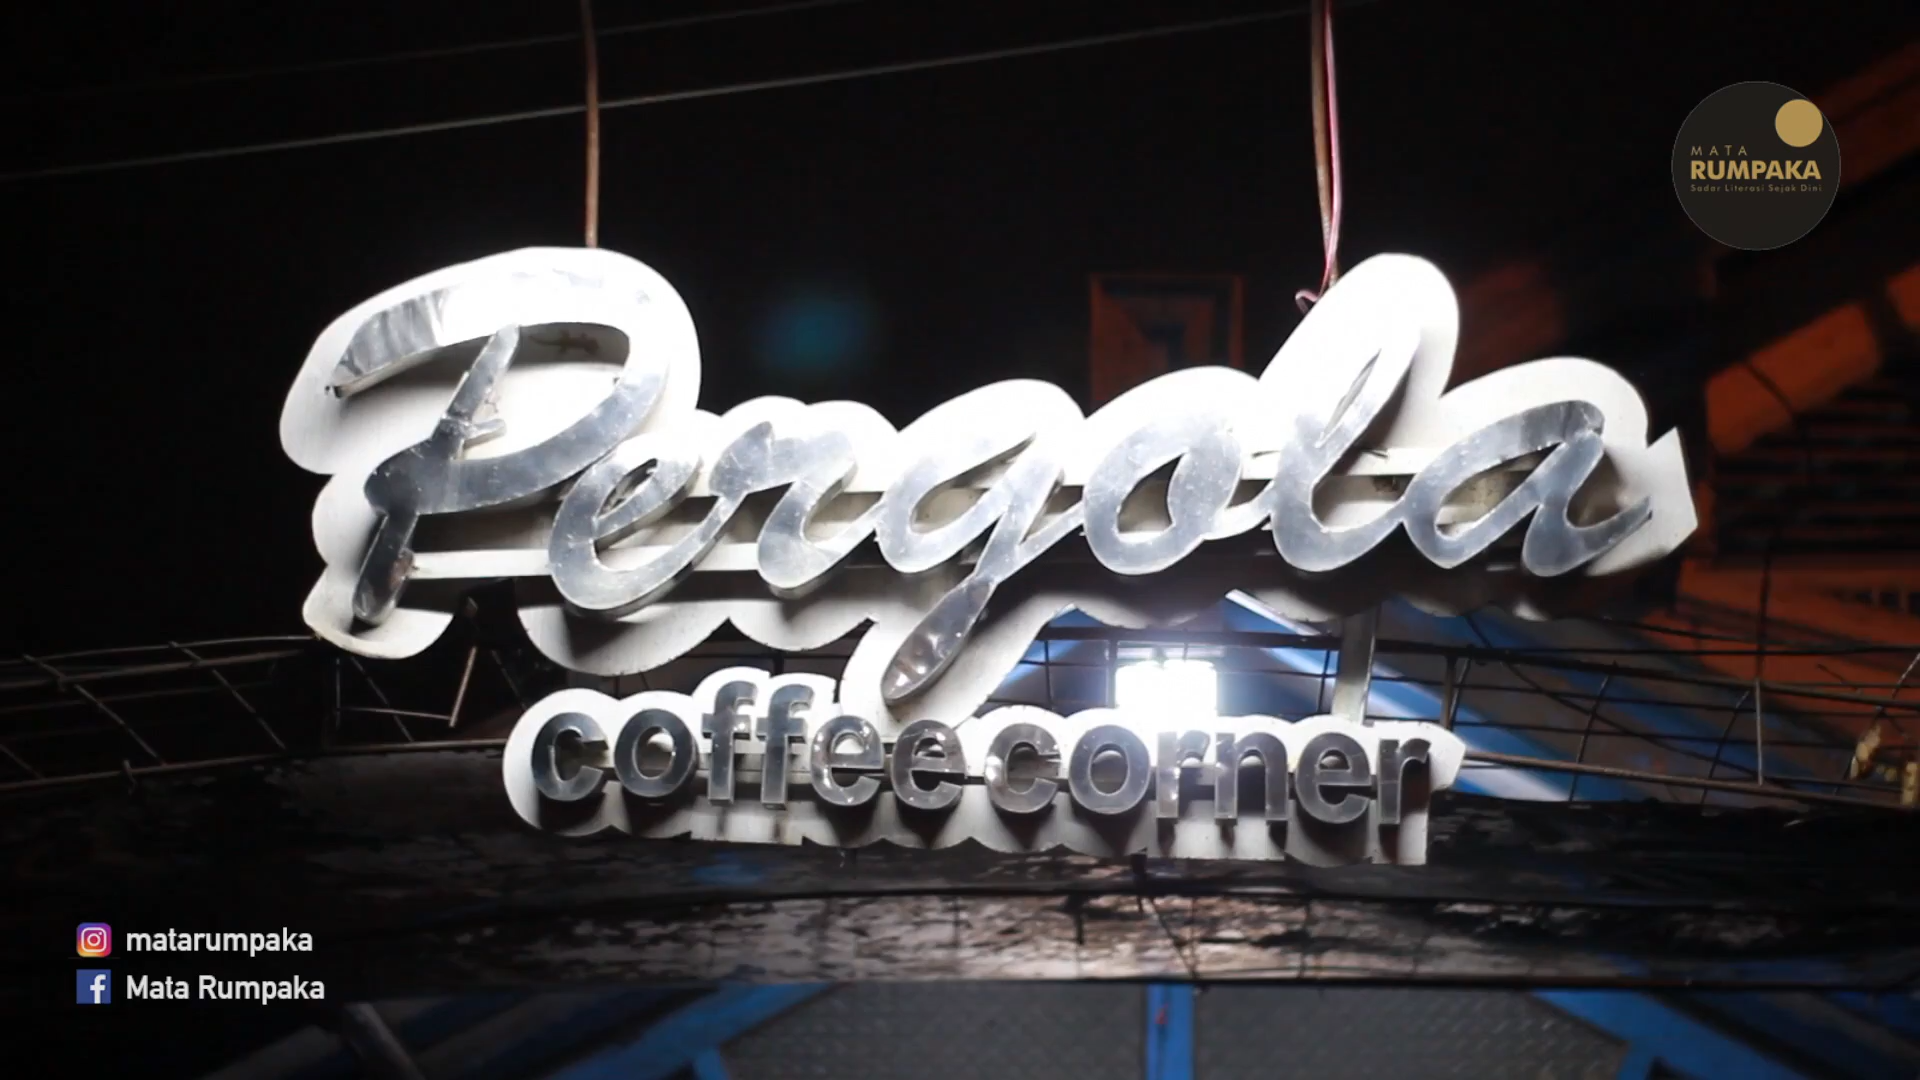 MATA
RUMPAKA
Sadar Literasi Sejak Dini
Pergola
coffee corner
matarumpaka
Mata Rumpaka